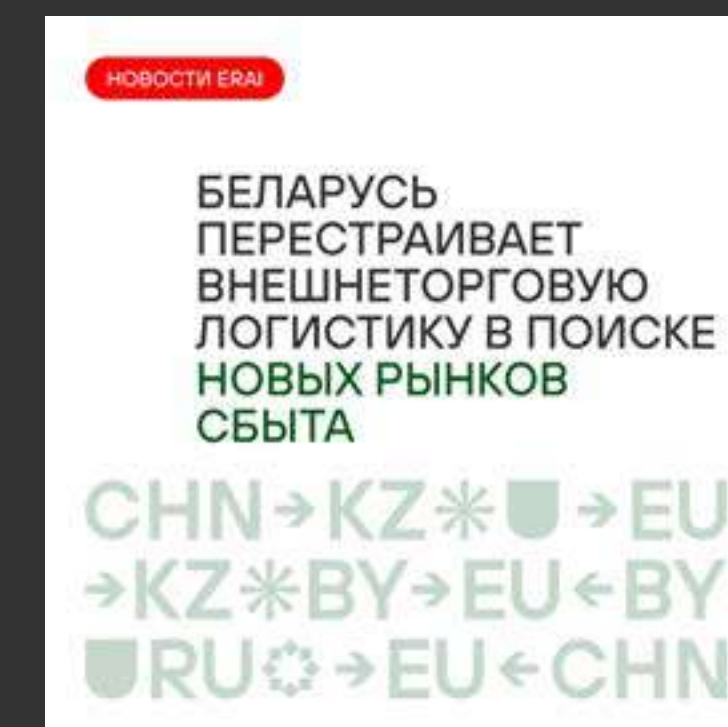 НОВОСТИ ERAI
БЕЛАРУСЬ
ПЕРЕСТРАИВАЕТ
ВНЕШНЕТОРГОВУЮ
ЛОГИСТИКУ В ПОИСКЕ
НОВЫХ РЫНКОВ
СБЫТА
CHN→KZ✳ →EU
→KZ✳BY→EU←BY
RU →EU←CHN